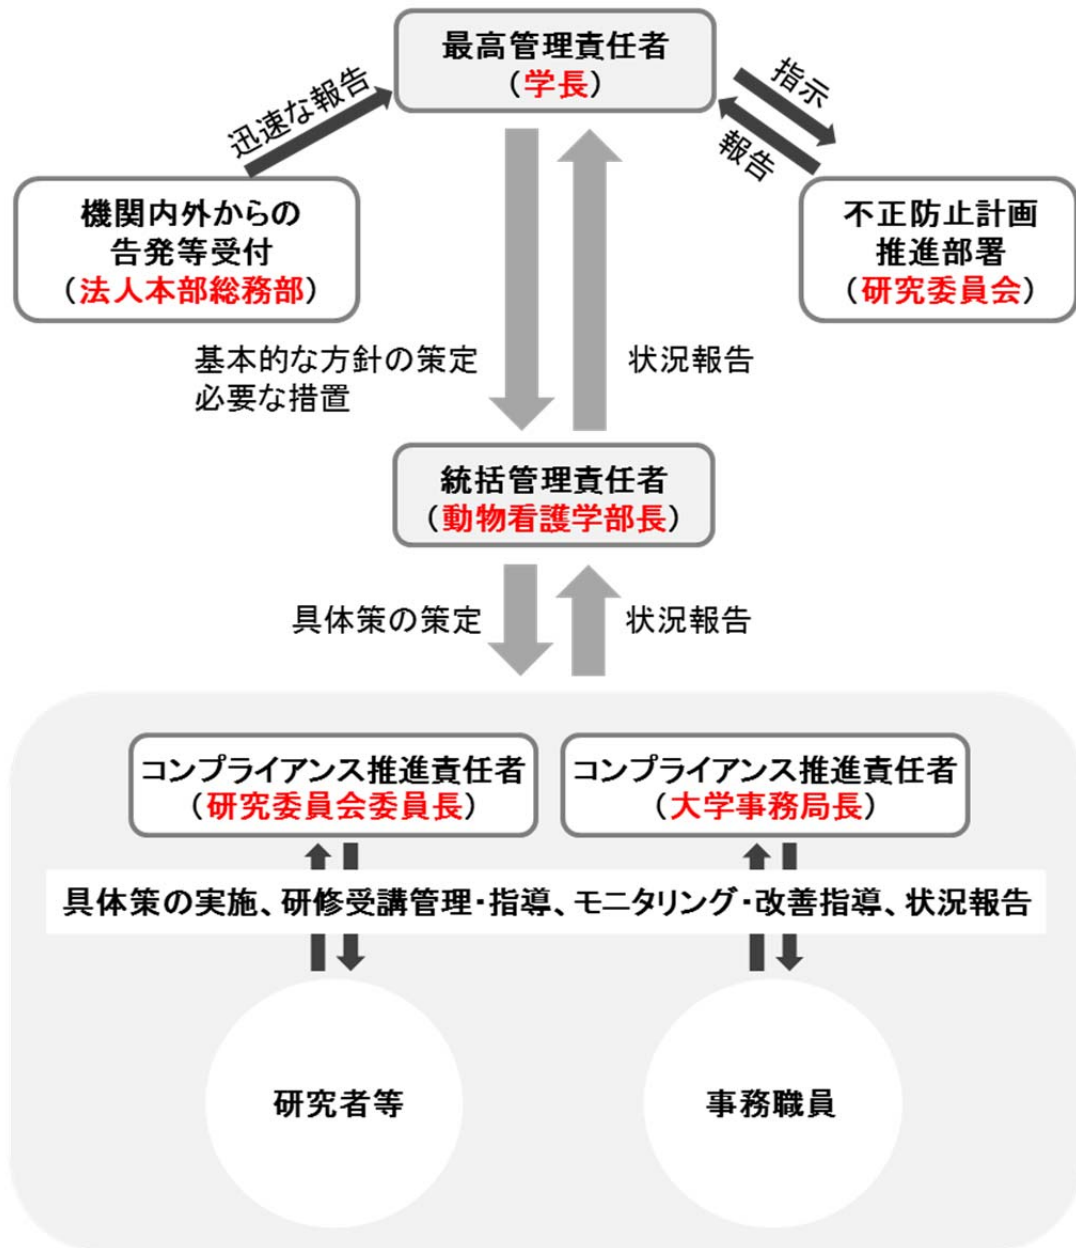 最高管理責任者
（学長）
迅速な報告
指示
報告
機関内外からの
告発等受付
（法人本部総務部）
不正防止計画
推進部署
（研究委員会）
基本的な方針の策定
必要な措置
状況報告
統括管理責任者
（動物看護学部長）
具体策の策定
状況報告
コンプライアンス推進責任者
（研究委員会委員長）
コンプライアンス推進責任者
（大学事務局長）
具体策の実施、研修受講管理・指導、モニタリング・改善指導、状況報告
研究者等
事務職員